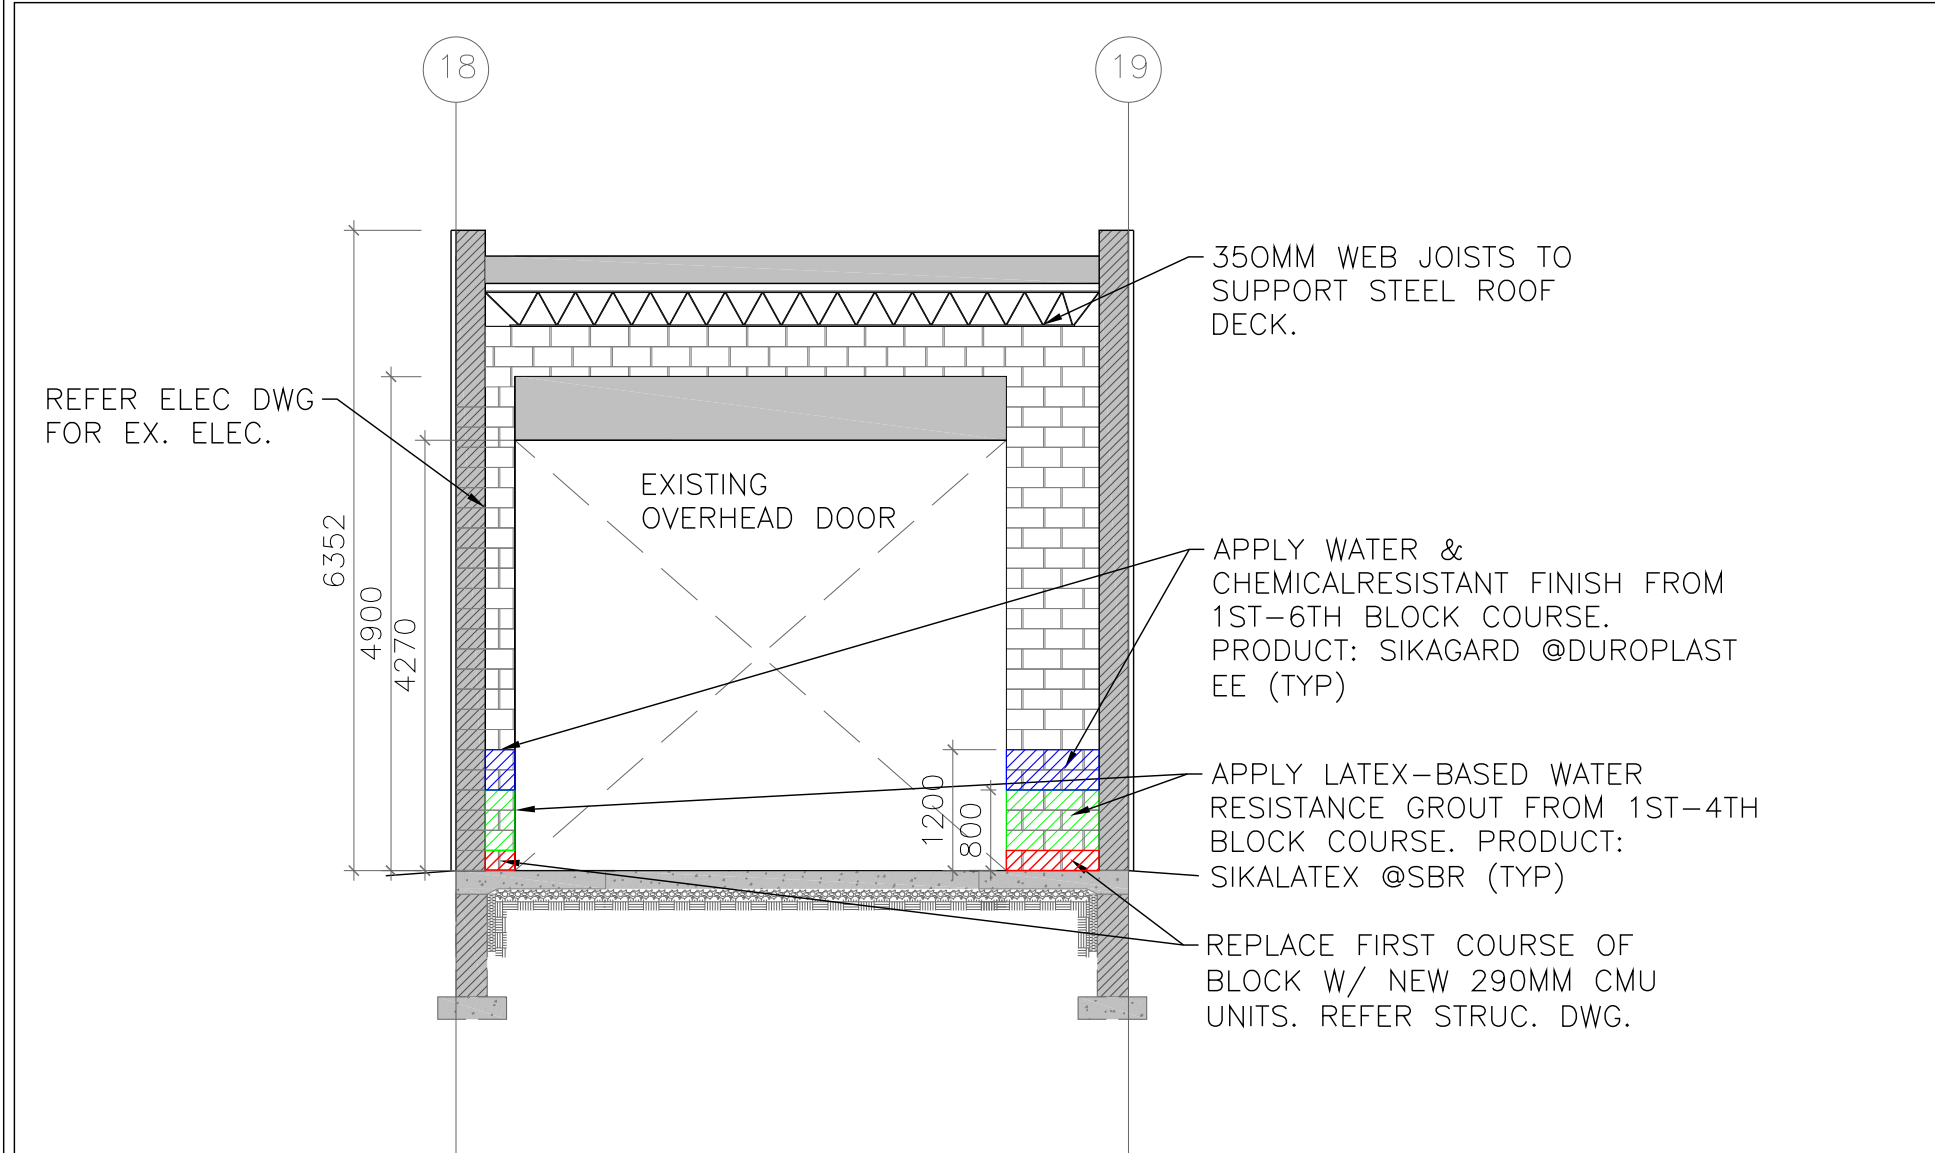 18
19
350MM WEB JOISTS TO
SUPPORT STEEL ROOF
DECK.
REFER ELEC DWG
FOR EX. ELEC.
EXISTING
OVERHEAD DOOR
6352
4900
4270
APPLY WATER &
CHEMICALRESISTANT FINISH FROM
1ST-6TH BLOCK COURSE.
PRODUCT: SIKAGARD @DUROPLAST
EE (TYP)
1200
800
APPLY LATEX-BASED WATER
RESISTANCE GROUT FROM 1ST-4TH
BLOCK COURSE. PRODUCT:
SIKALATEX @SBR (TYP)
REPLACE FIRST COURSE OF
BLOCK W/ NEW 290MM CMU
UNITS. REFER STRUC. DWG.